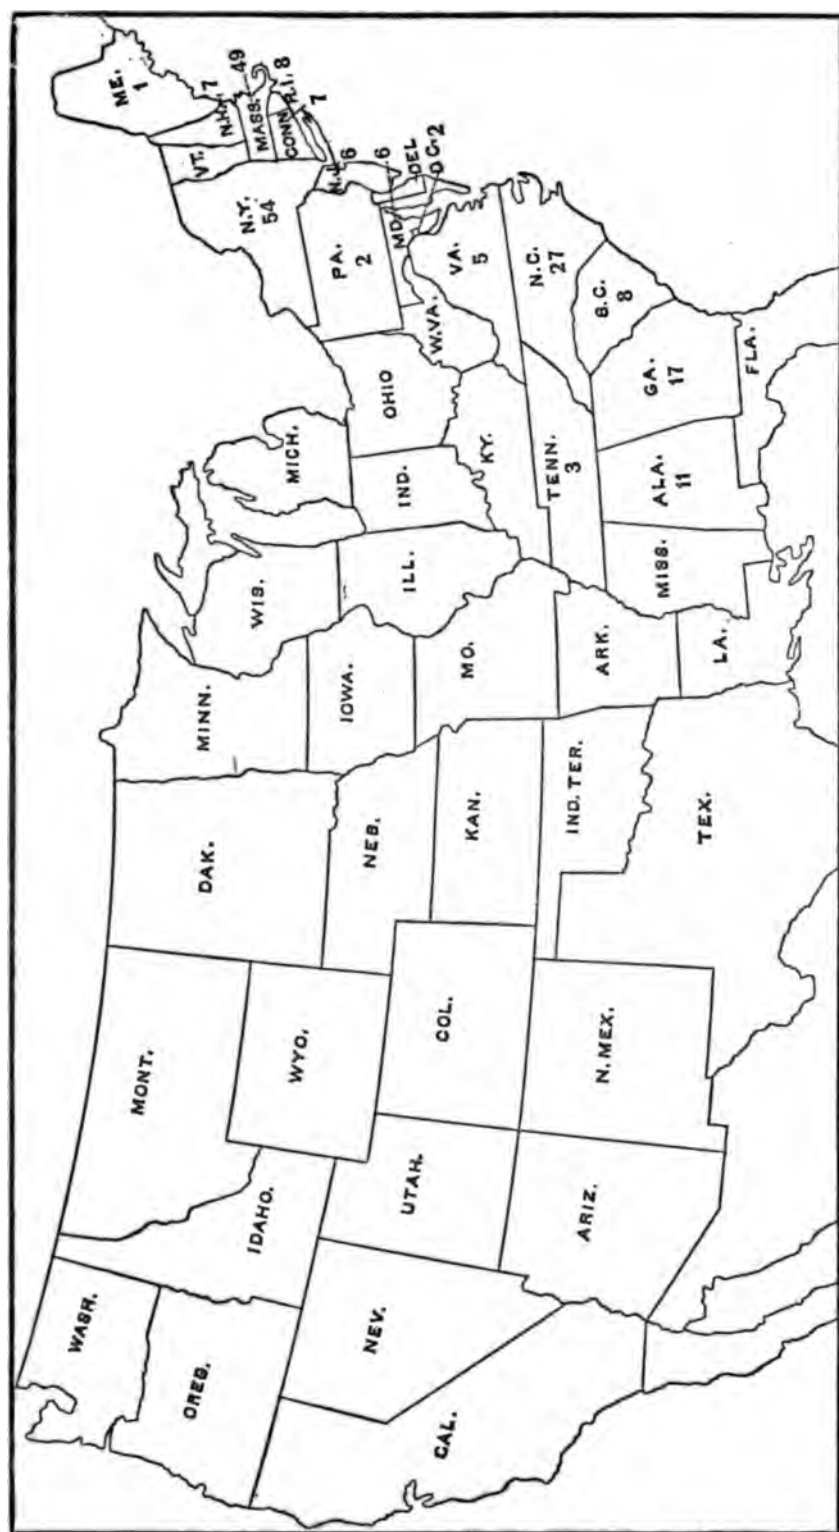 WASH.
OREG.
CAL.
NEV.
IDAHO.
MONT.
WYO.
UTAH.
ARIZ.
COL.
N. MEX.
DAK.
NEB.
KAN.
IND. TER.
TEX.
MINN.
IOWA.
MO.
ARK.
LA.
WIS.
ILL.
MICH.
IND.
OHIO
KY.
TENN.
3
MISS.
ALA.
11
GA.
17
FLA.
S.C.
8
N.C.
27
VA.
5
W.VA.
PA.
2
N.Y.
54
VT.
N.H. 7
ME.
1
MASS. 49
CONN. 7
R.I. 8
N.J. 6
MD. 6
DEL
D.C. 2